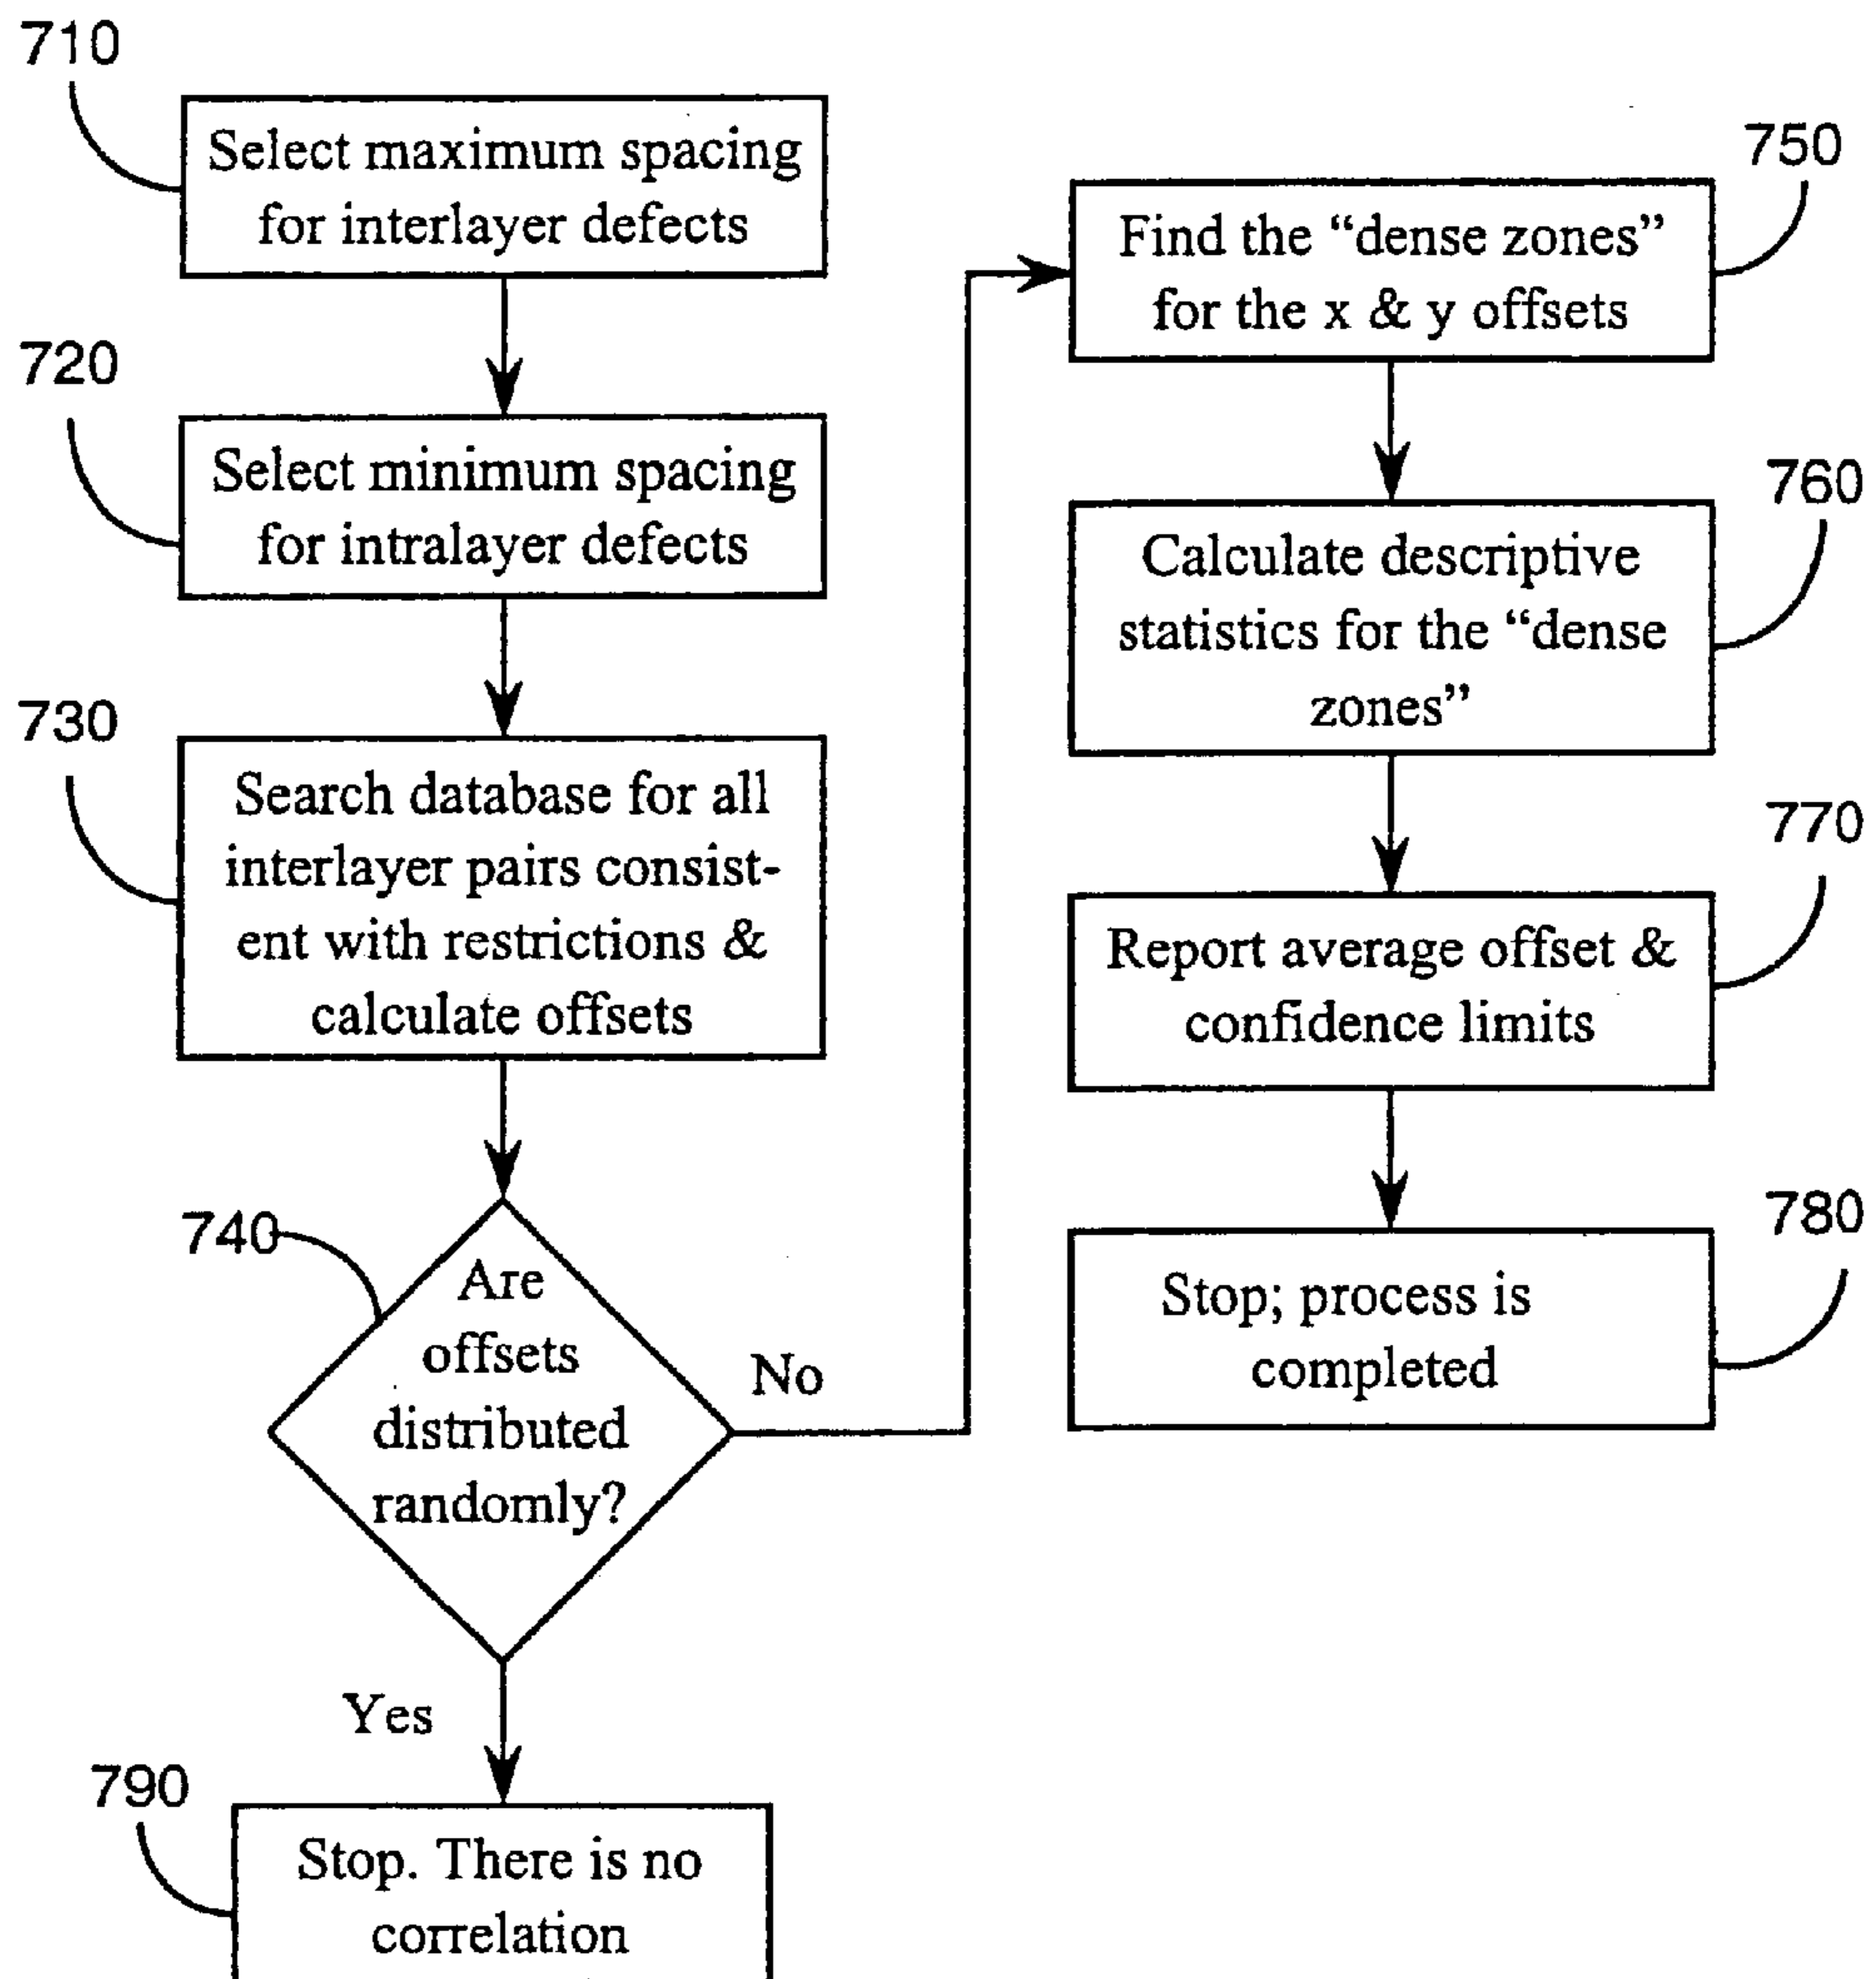 710
Select maximum spacing
for interlayer defects
720
Select minimum spacing
for intralayer defects
730
Search database for all
interlayer pairs consist-
ent with restrictions &
calculate offsets
740
Are
offsets
distributed
randomly?
No
Yes
790
Stop. There is no
correlation
750
Find the “dense zones”
for the x & y offsets
760
Calculate descriptive
statistics for the “dense
zones”
770
Report average offset &
confidence limits
780
Stop; process is
completed